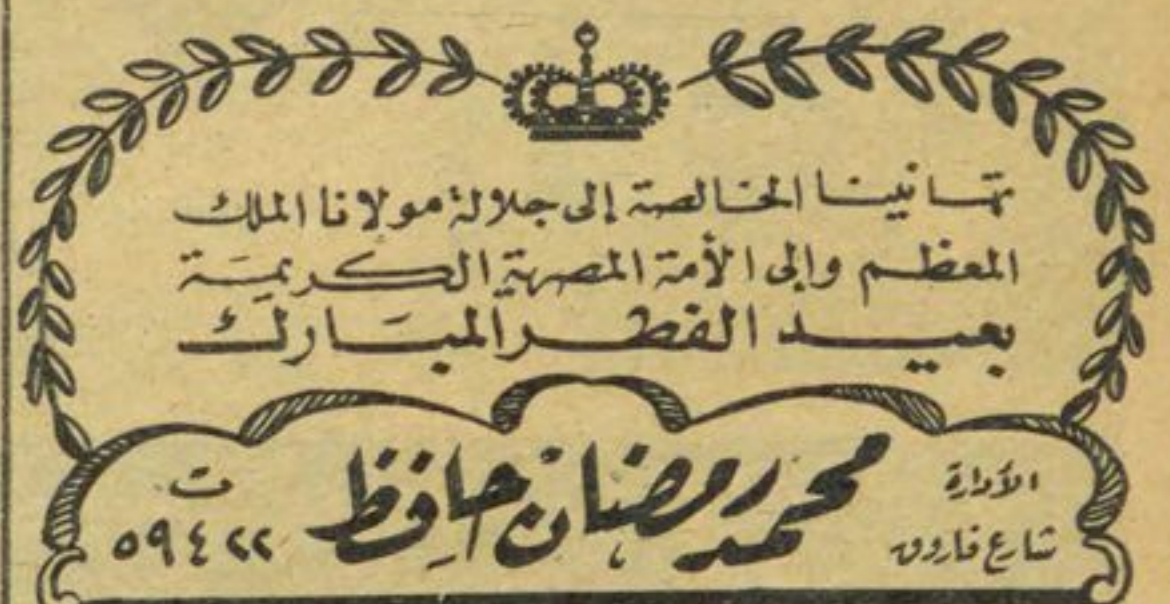 تهانينا الخالصة إلى جلالة مولانا الملك
المعظم وإلى الأمة المصرية الكريمة
بعيد الفطر المبارك
الادارة
شارع فاروق
محمد رمضان حافظ
ت
٥٩٤٢٢